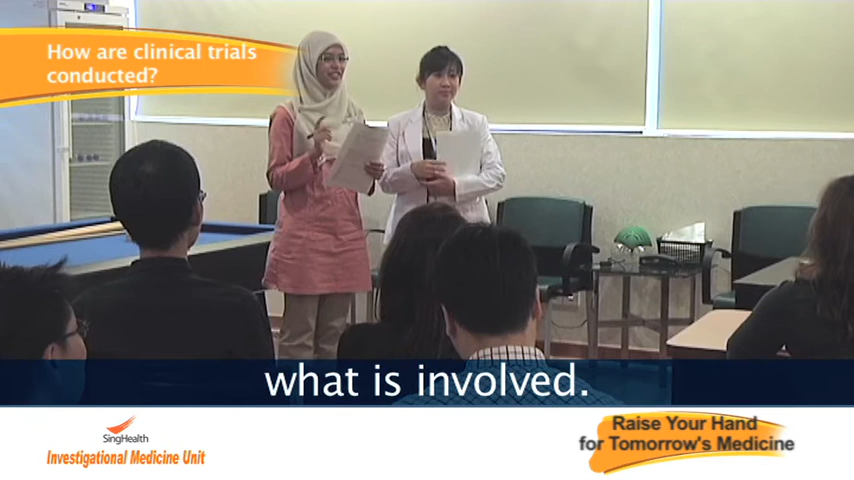 How are clinical trials
conducted?
what is involved.
SingHealth
Investigational Medicine Unit
Raise Your Hand
for Tomorrow's Medicine